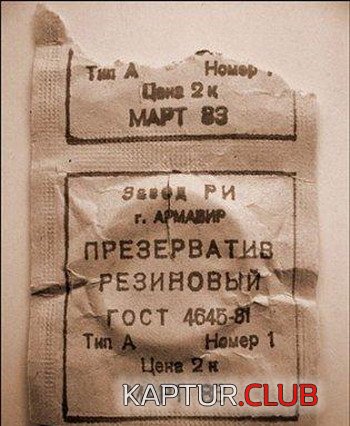 Тип А Номер 1
Цена 2 к
МАРТ 83
Завод РИ
г. АРМАВИР
ПРЕЗЕРВАТИВ
РЕЗИНОВЫЙ
ГОСТ 4645-81
Тип А Номер 1
Цена 2 к
KAPTUR.CLUB